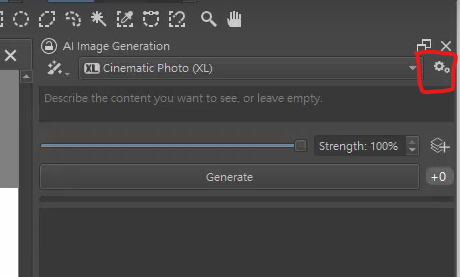 AI Image Generation
XL Cinematic Photo (XL)
Describe the content you want to see, or leave empty.
Strength: 100%
Generate +0